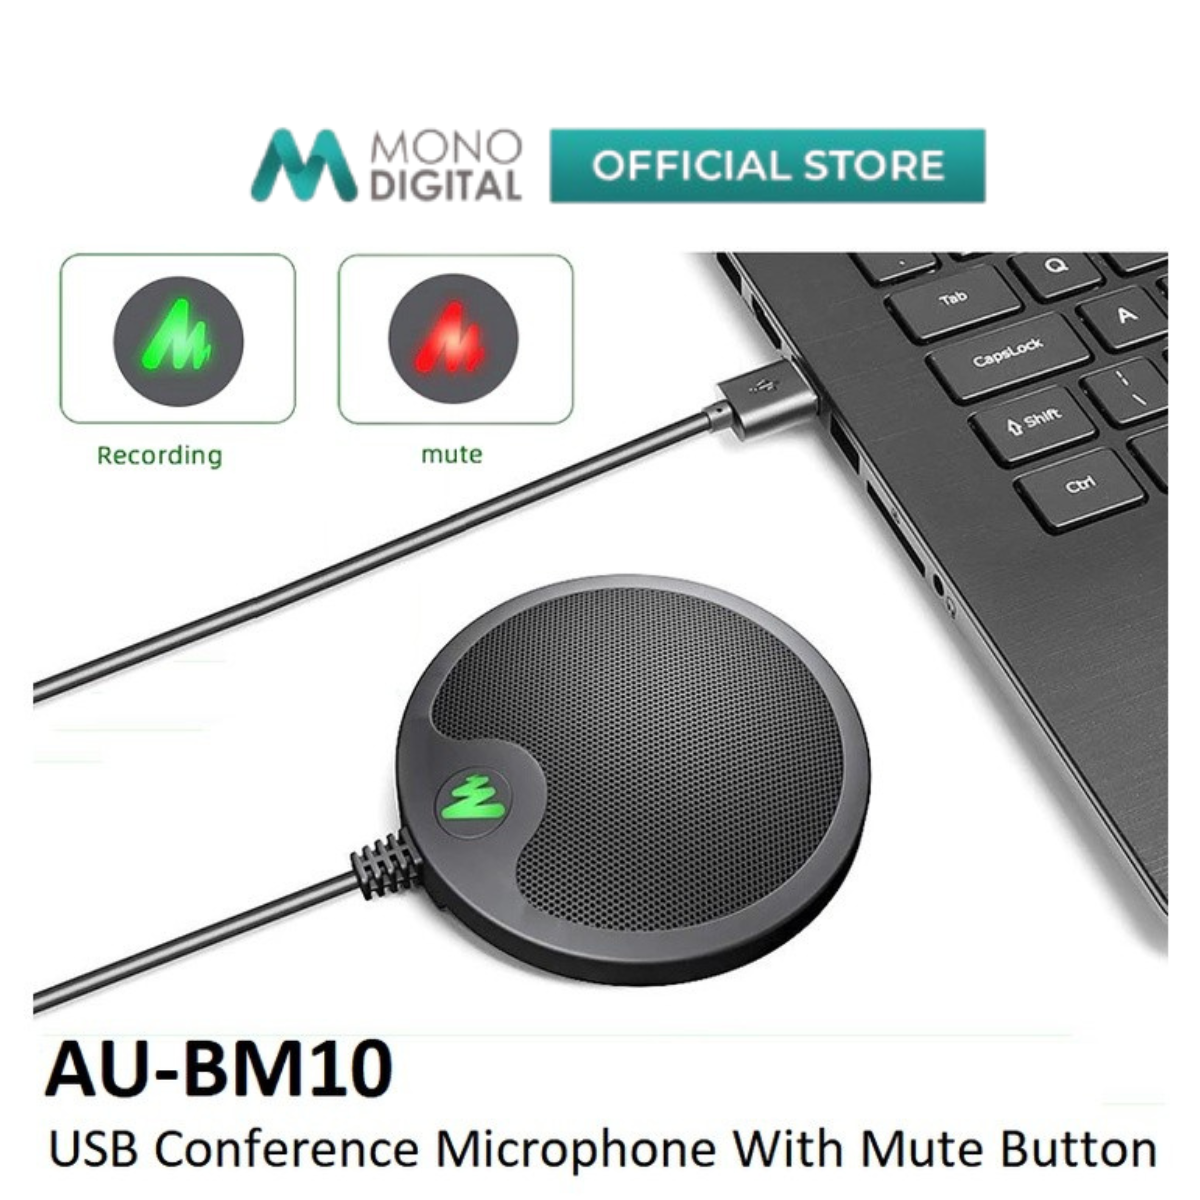 MONO
DIGITAL
OFFICIAL STORE
Recording
mute
Tab
Q
CapsLock
A
Shift
Ctrl
AU-BM10
USB Conference Microphone With Mute Button